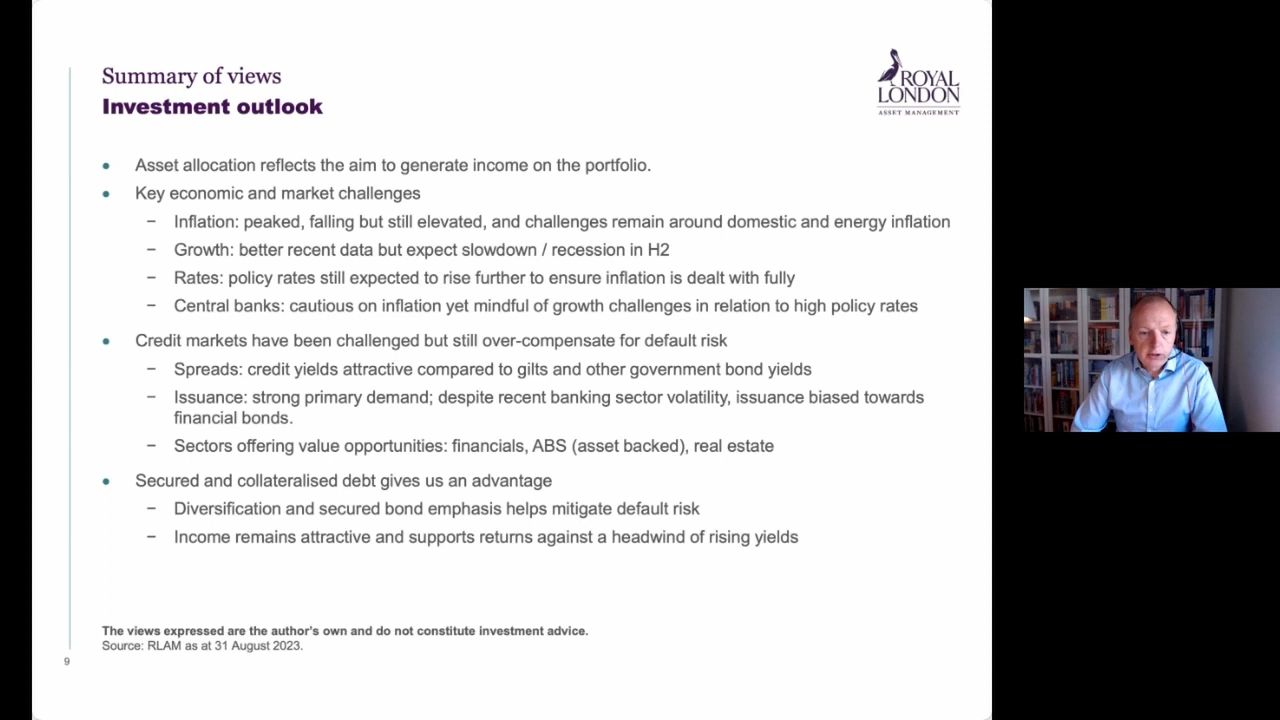 Summary of views
Investment outlook
ROYAL
LONDON
ASSET MANAGEMENT
• Asset allocation reflects the aim to generate income on the portfolio.
• Key economic and market challenges
− Inflation: peaked, falling but still elevated, and challenges remain around domestic and energy inflation
− Growth: better recent data but expect slowdown / recession in H2
− Rates: policy rates still expected to rise further to ensure inflation is dealt with fully
− Central banks: cautious on inflation yet mindful of growth challenges in relation to high policy rates
• Credit markets have been challenged but still over-compensate for default risk
− Spreads: credit yields attractive compared to gilts and other government bond yields
− Issuance: strong primary demand; despite recent banking sector volatility, issuance biased towards
financial bonds.
− Sectors offering value opportunities: financials, ABS (asset backed), real estate
• Secured and collateralised debt gives us an advantage
− Diversification and secured bond emphasis helps mitigate default risk
− Income remains attractive and supports returns against a headwind of rising yields
The views expressed are the author's own and do not constitute investment advice.
Source: RLAM as at 31 August 2023.
9